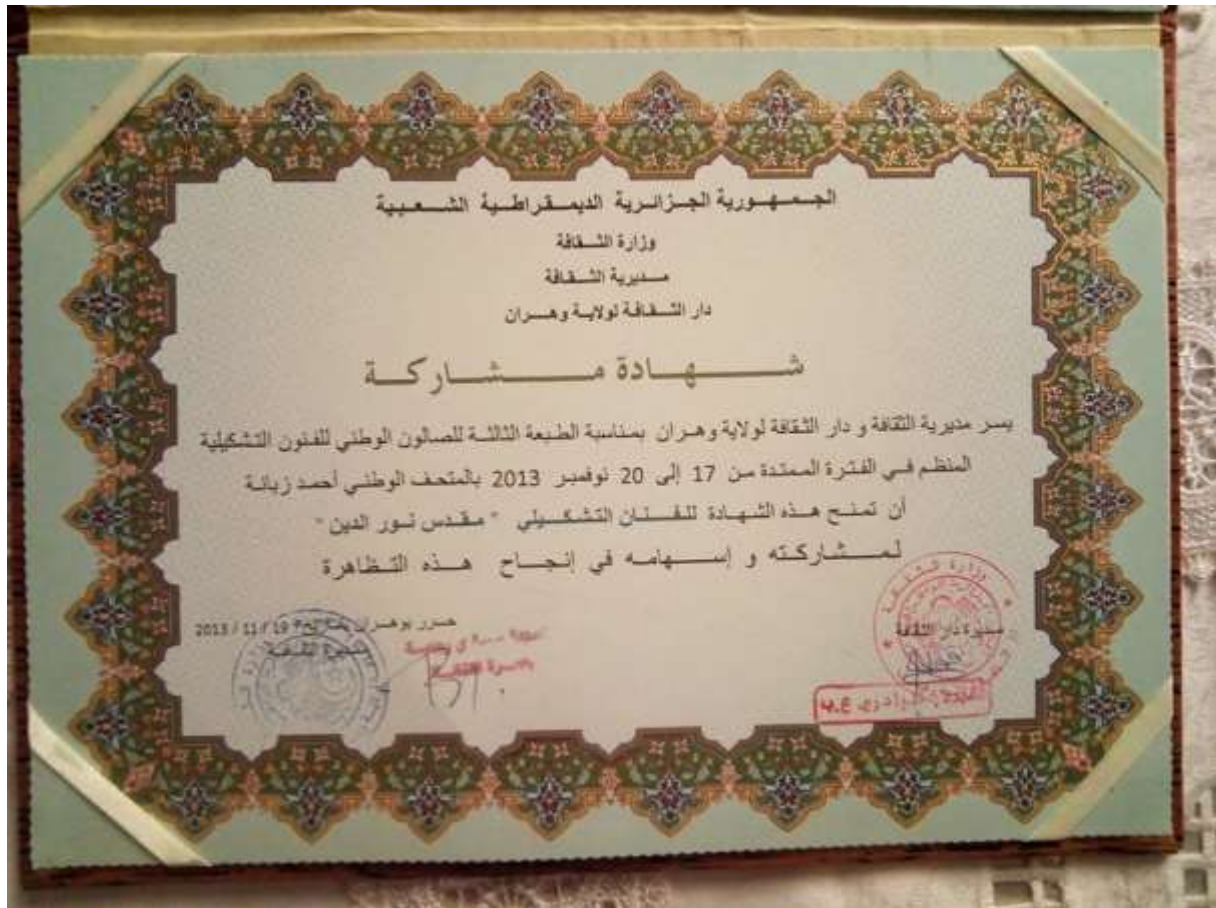 الجمهورية الجزائرية الديمقراطية الشعبية
وزارة الثقافة
مديرية الثقافة
دار الثقافة لولاية وهران
شهادة مشاركة
يسر مديرية الثقافة و دار الثقافة لولاية وهران بمناسبة الطبعة الثالثة للصالون الوطني للفنون التشكيلية
المنظم في الفترة الممتدة من 17 إلى 20 نوفمبر 2013 بالمتحف الوطني أحمد زبانة
أن تمنح هذه الشهادة للفنان التشكيلي " مقدس نور الدين "
لمشاركته و إسهامه في إنجاح هذه التظاهرة
حرر بوهران 19 / 11 / 2013
مديرة الثقافة
مديرة دار الثقافة